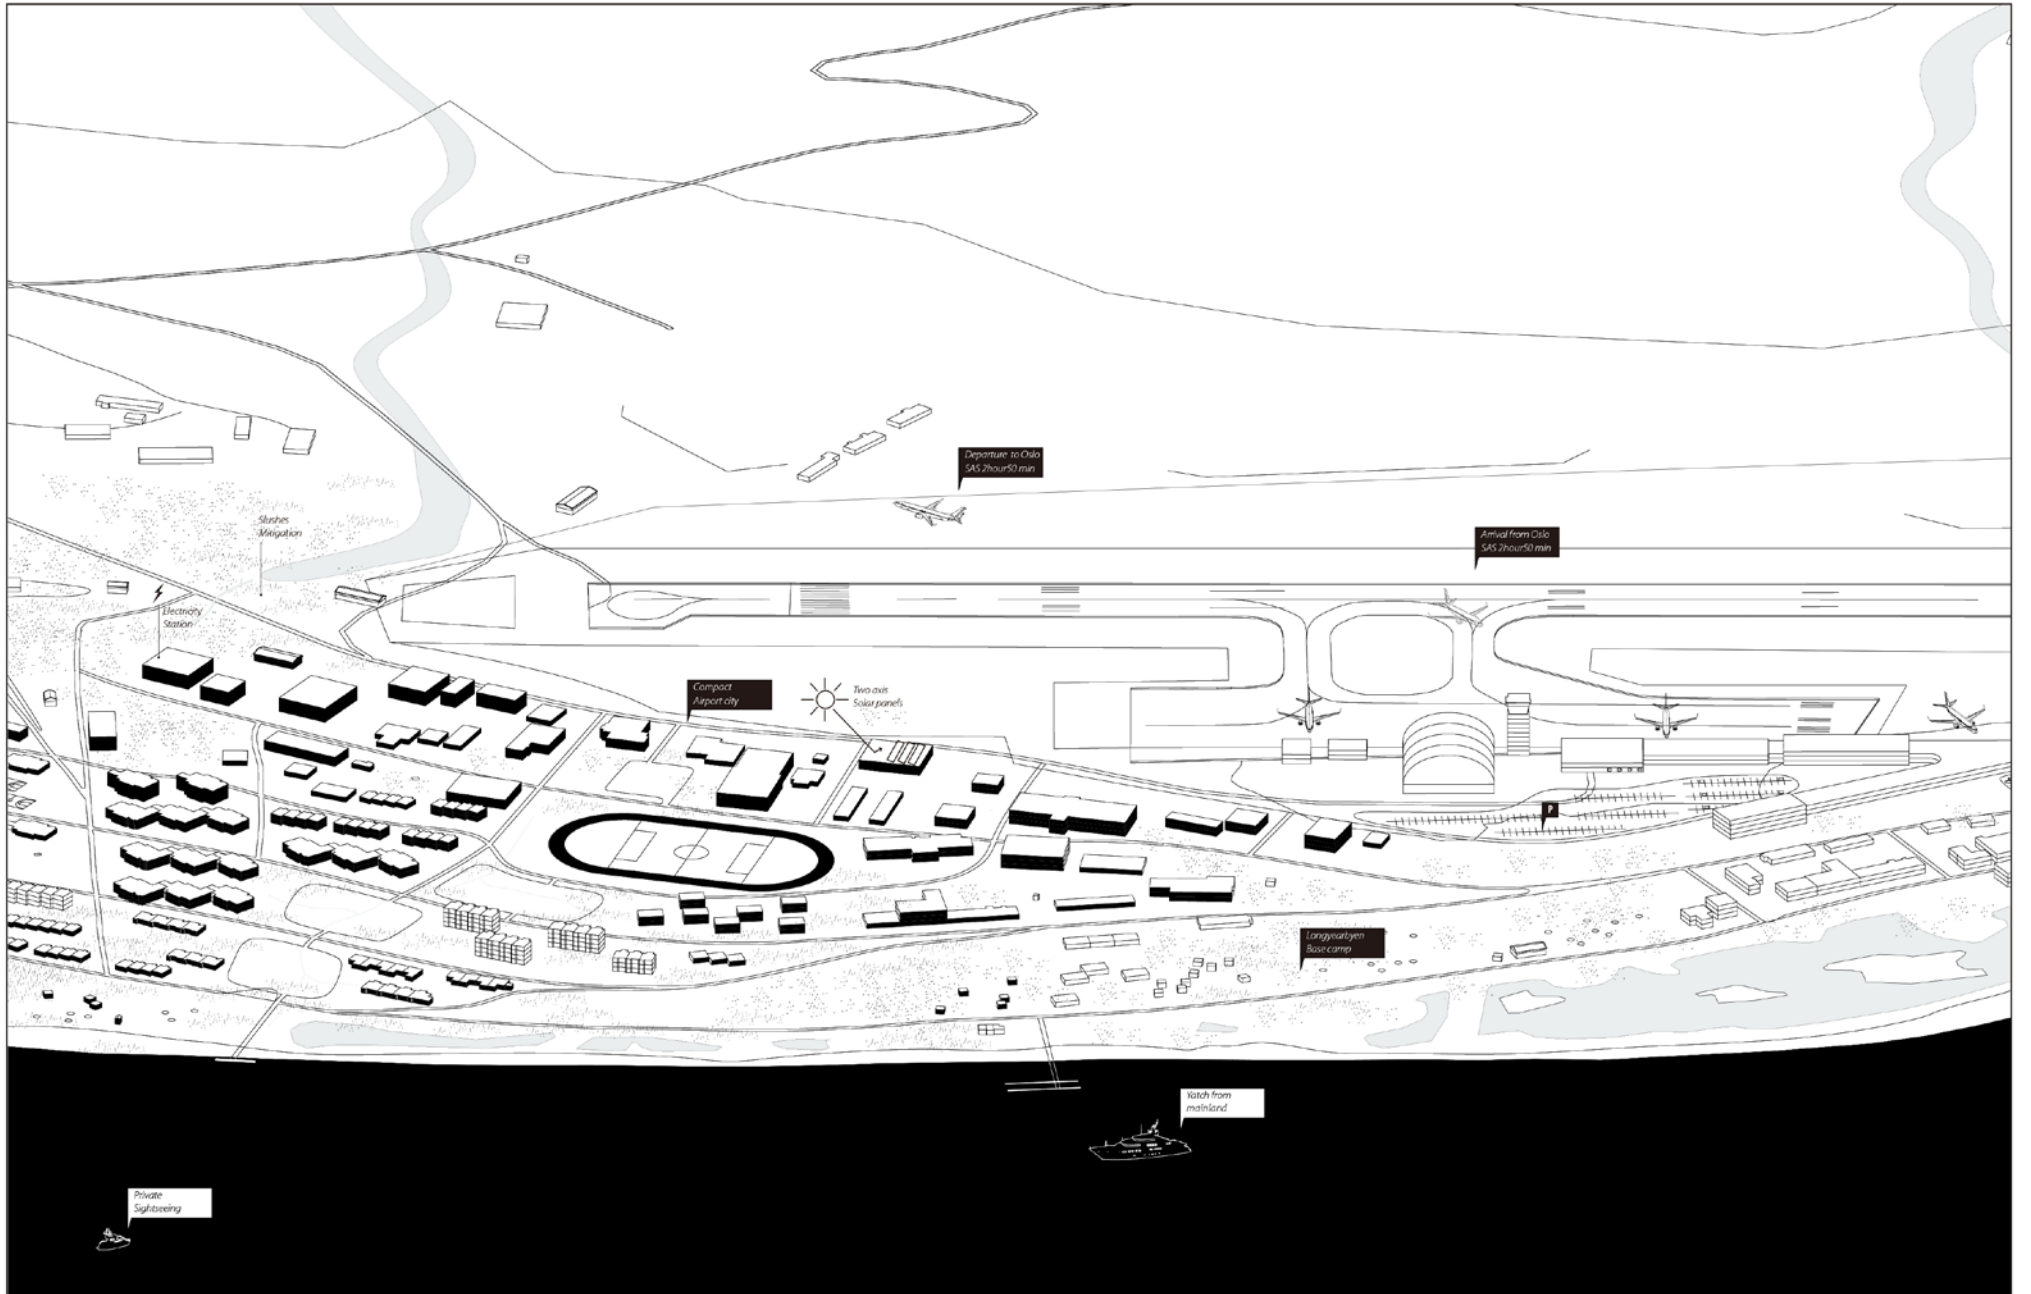 Departure to Oslo
SAS 2hour50 min
Slushes
Mitigation
Arrival from Oslo
SAS 2hour50 min
Electricity
Station
Compact
Airport city
Two axis
Solar panels
P
Longyearbyen
Base camp
Yatch from
mainland
Private
Sightseeing